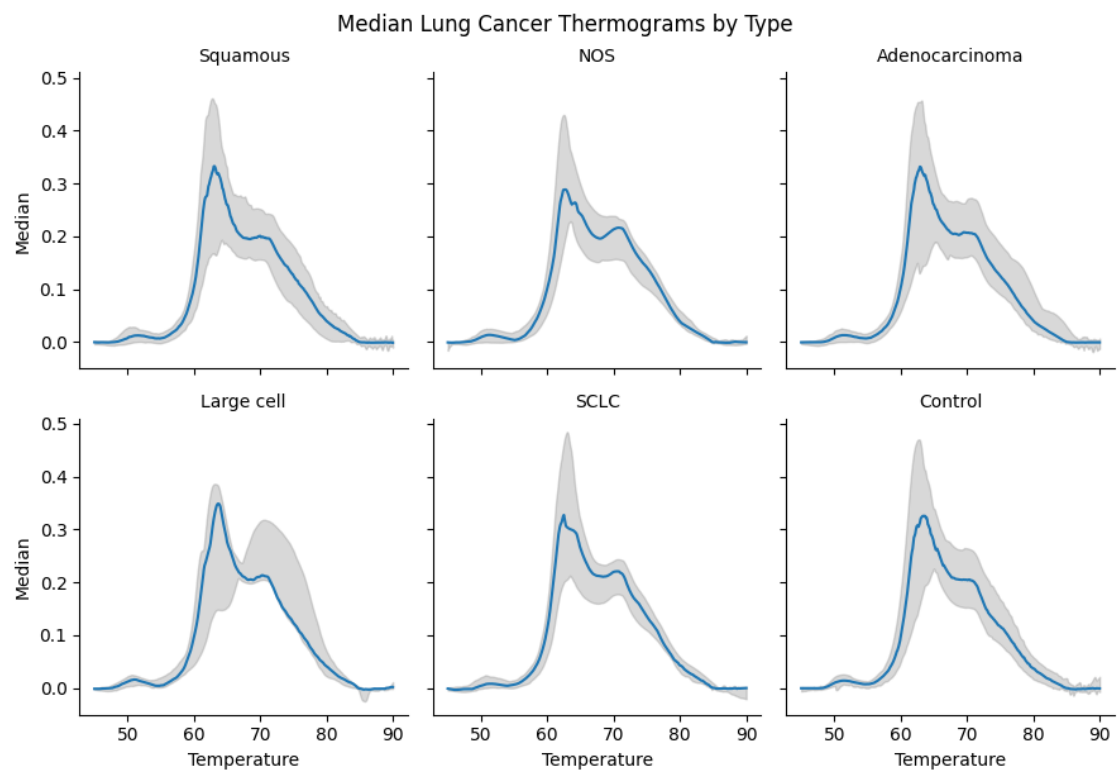 Median Lung Cancer Thermograms by Type
Squamous NOS Adenocarcinoma
0.5
0.4
0.3
0.2
0.1
0.0
Median
Large cell SCLC Control
0.5
0.4
0.3
0.2
0.1
0.0
Median
50 60 70 80 90 50 60 70 80 90 50 60 70 80 90
Temperature Temperature Temperature